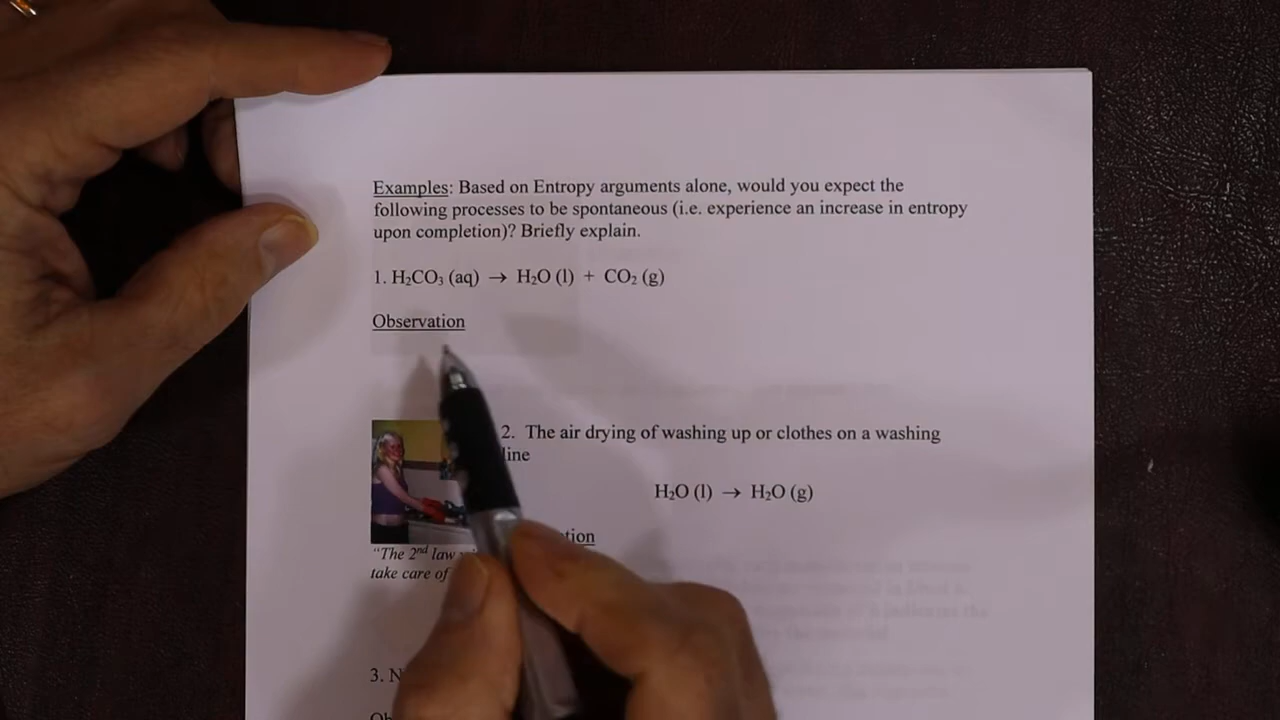 Examples: Based on Entropy arguments alone, would you expect the
following processes to be spontaneous (i.e. experience an increase in entropy
upon completion)? Briefly explain.
1. H₂CO₃ (aq) → H₂O (l) + CO₂ (g)
Observation
2. The air drying of washing up or clothes on a washing
line
H₂O (l) → H₂O (g)
"The 2nd law
take care of
3. N